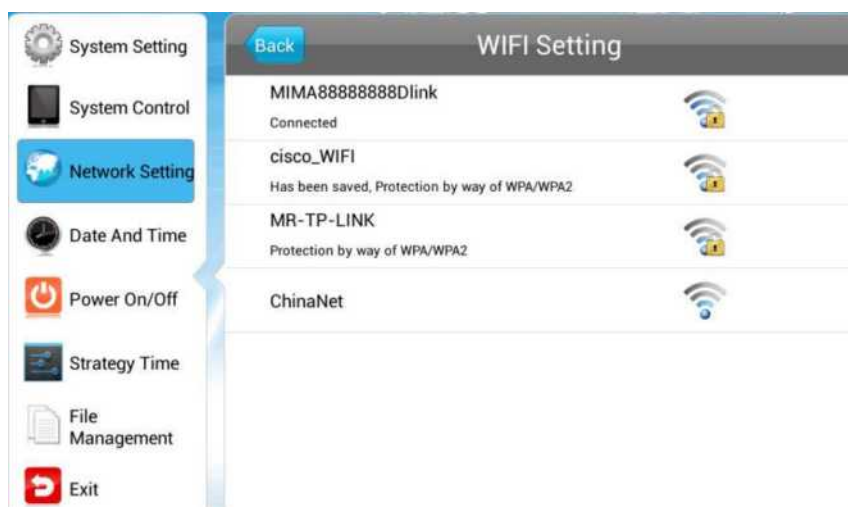 System Setting
System Control
Network Setting
Date And Time
Power On/Off
Strategy Time
File
Management
Exit
Back
WIFI Setting
MIMA88888888Dlink
Connected
cisco_WIFI
Has been saved, Protection by way of WPA/WPA2
MR-TP-LINK
Protection by way of WPA/WPA2
ChinaNet